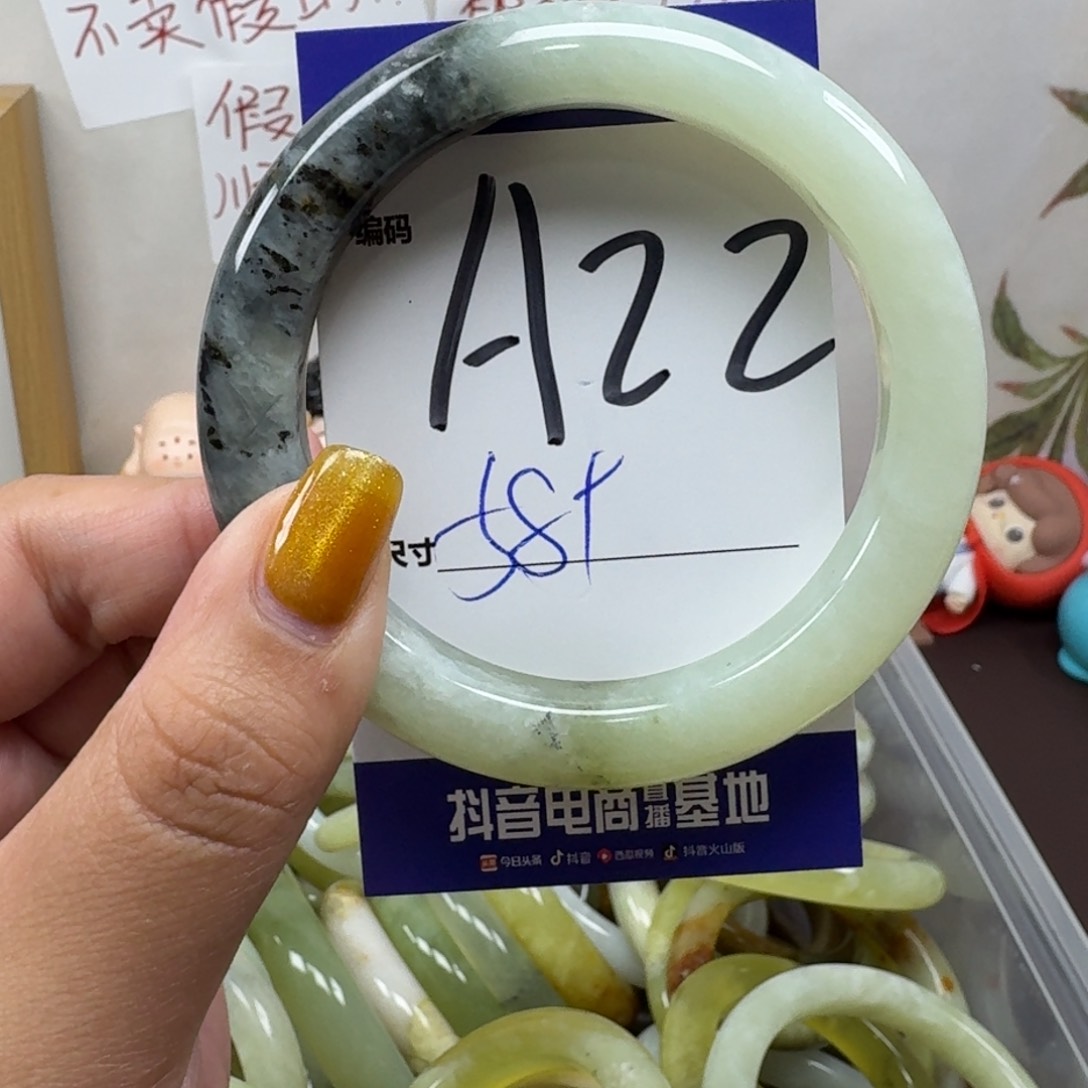 不卖假
假
编码 A22
尺寸 58+
抖音电商直播基地
今日头条 抖音 西瓜视频 抖音火山版